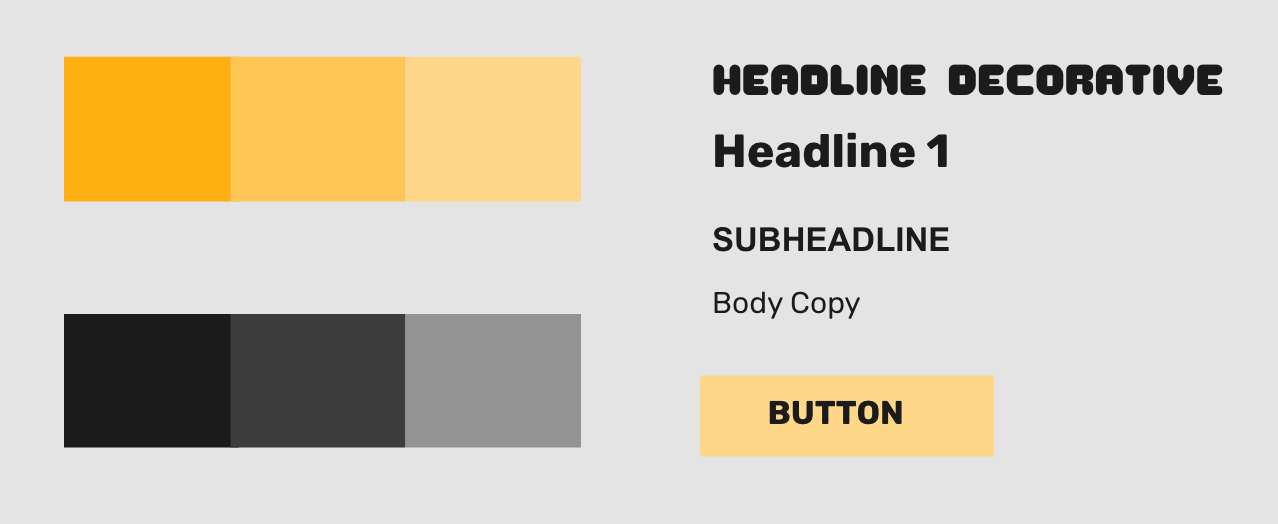 HEADLINE DECORATIVE
Headline 1
SUBHEADLINE
Body Copy
BUTTON